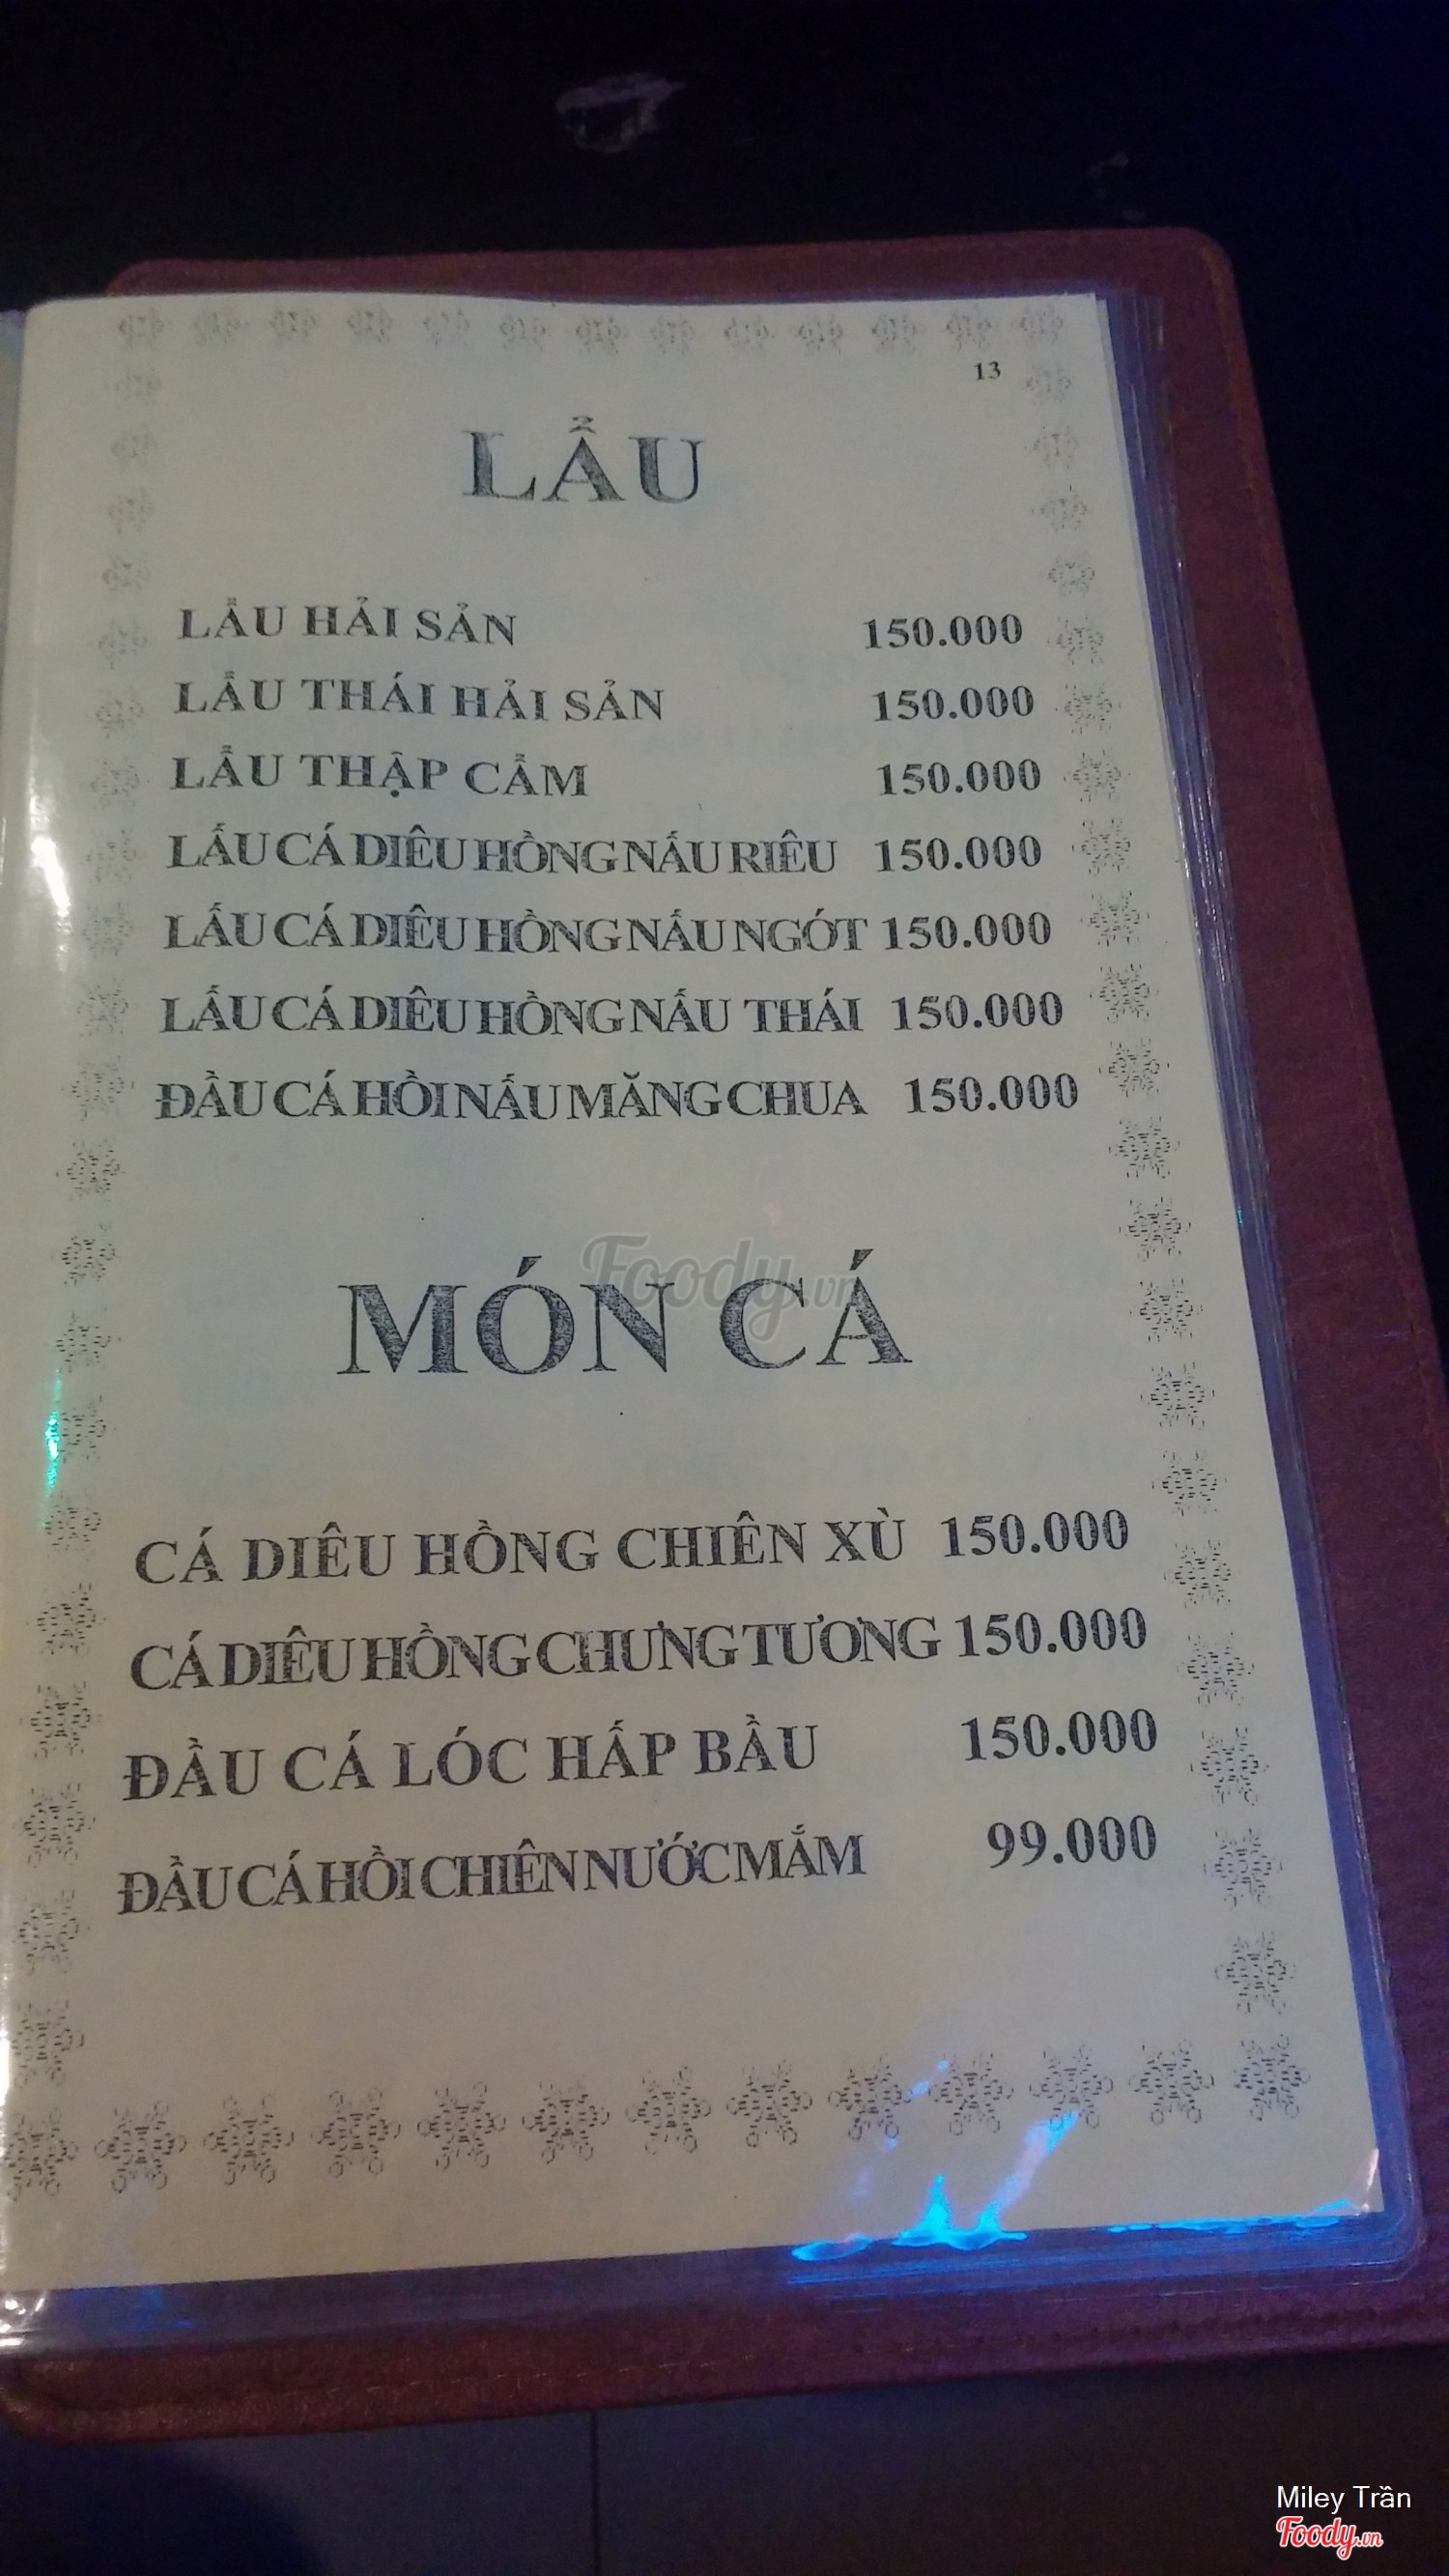 13
LẨU
LẨU HẢI SẢN 150.000
LẨU THÁI HẢI SẢN 150.000
LẨU THẬP CẨM 150.000
LẨU CÁ DIÊU HỒNG NẤU RIÊU 150.000
LẨU CÁ DIÊU HỒNG NẤU NGÓT 150.000
LẨU CÁ DIÊU HỒNG NẤU THÁI 150.000
ĐẦU CÁ HỒI NẤU MĂNG CHUA 150.000
MÓN CÁ
Foody.vn
CÁ DIÊU HỒNG CHIÊN XÙ 150.000
CÁ DIÊU HỒNG CHƯNG TƯƠNG 150.000
ĐẦU CÁ LÓC HẤP BẦU 150.000
ĐẦU CÁ HỒI CHIÊN NƯỚC MẮM 99.000
Miley Trần
Foody.vn